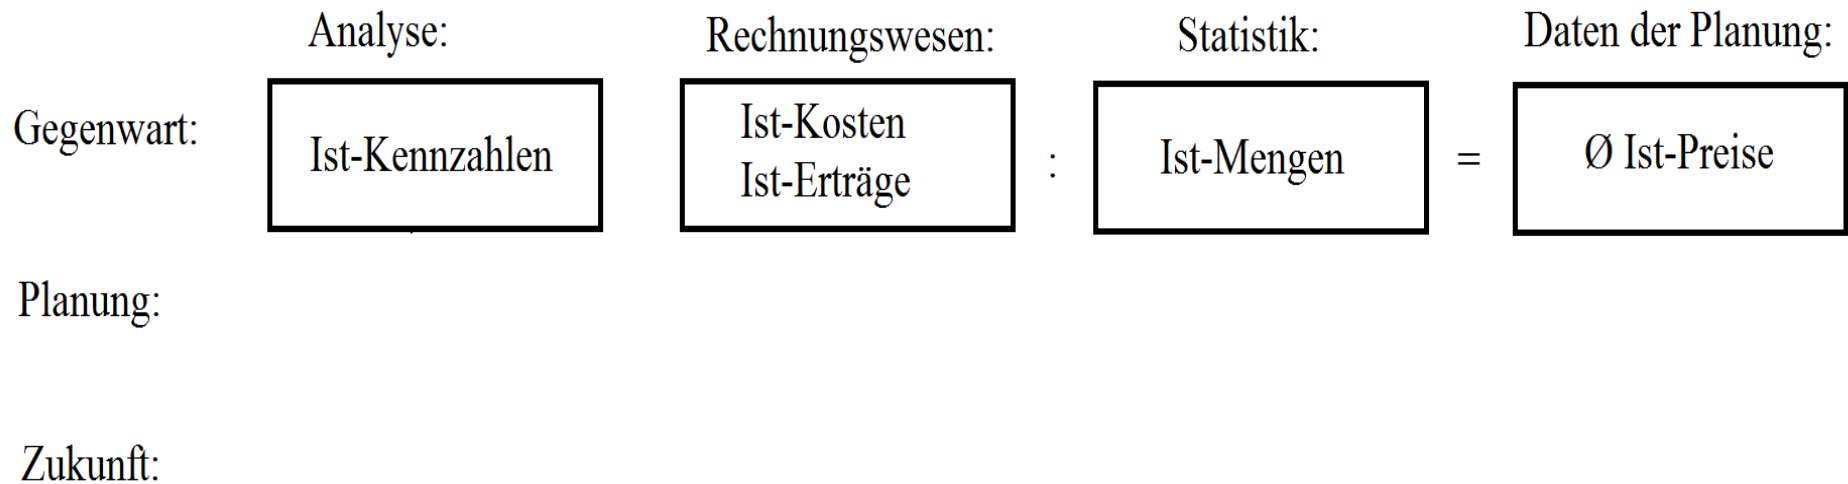 Analyse:
Rechnungswesen:
Statistik:
Daten der Planung:
Gegenwart:
Ist-Kennzahlen
Ist-Kosten
Ist-Erträge
:
Ist-Mengen
=
Ø Ist-Preise
Planung:
Zukunft: